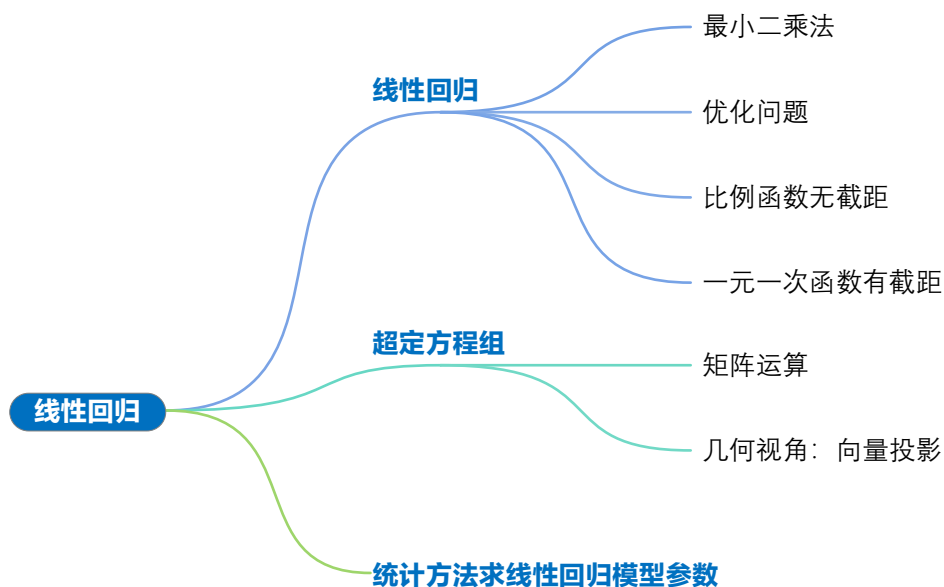 线性回归
线性回归
最小二乘法
优化问题
比例函数无截距
一元一次函数有截距
超定方程组
矩阵运算
几何视角：向量投影
统计方法求线性回归模型参数